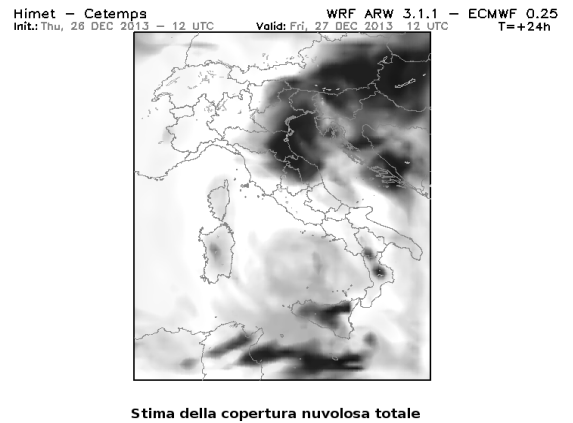 Himet – Cetemps WRF ARW 3.1.1 – ECMWF 0.25
Init.: Thu, 26 DEC 2013 – 12 UTC Valid: Fri, 27 DEC 2013 12 UTC T=+24h
Stima della copertura nuvolosa totale